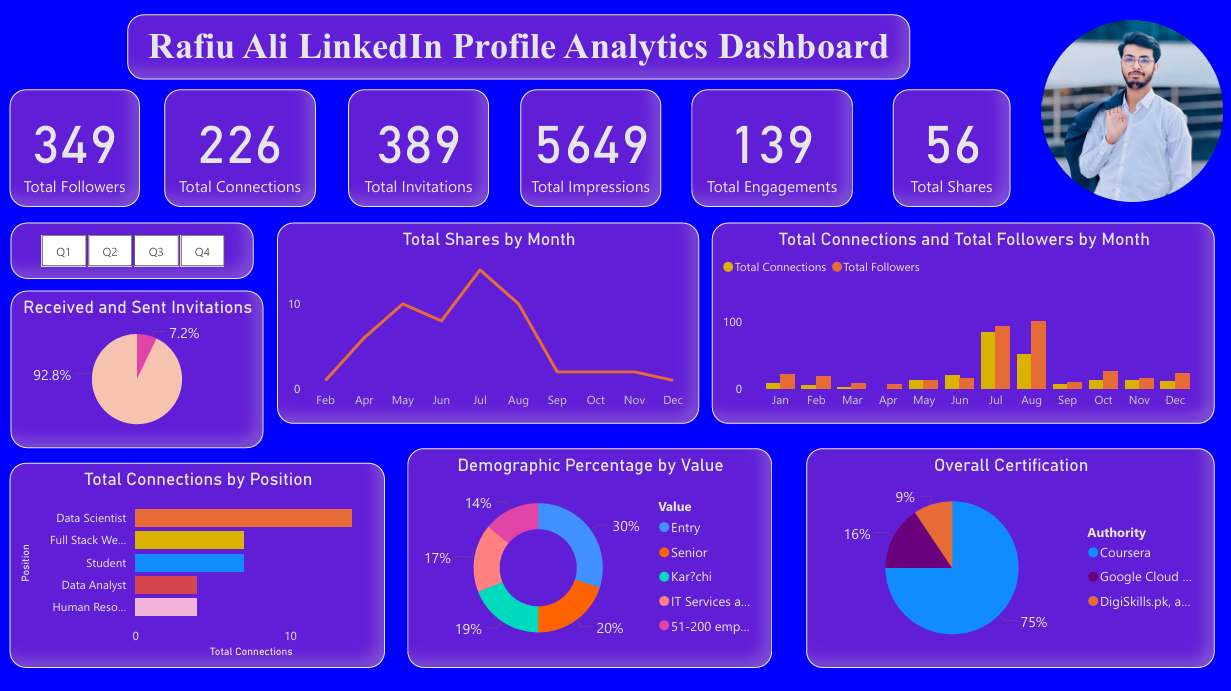 Rafiu Ali LinkedIn Profile Analytics Dashboard
349
Total Followers
226
Total Connections
389
Total Invitations
5649
Total Impressions
139
Total Engagements
56
Total Shares
Q1 Q2 Q3 Q4
Received and Sent Invitations
7.2%
92.8%
Total Shares by Month
10
0
Feb Apr May Jun Jul Aug Sep Oct Nov Dec
Total Connections and Total Followers by Month
Total Connections Total Followers
100
0
Jan Feb Mar Apr May Jun Jul Aug Sep Oct Nov Dec
Total Connections by Position
Position
Data Scientist
Full Stack We...
Student
Data Analyst
Human Reso...
0 10
Total Connections
Demographic Percentage by Value
14%
30%
17%
19%
20%
Value
Entry
Senior
Kar?chi
IT Services a...
51-200 emp...
Overall Certification
9%
16%
75%
Authority
Coursera
Google Cloud ...
DigiSkills.pk, a...